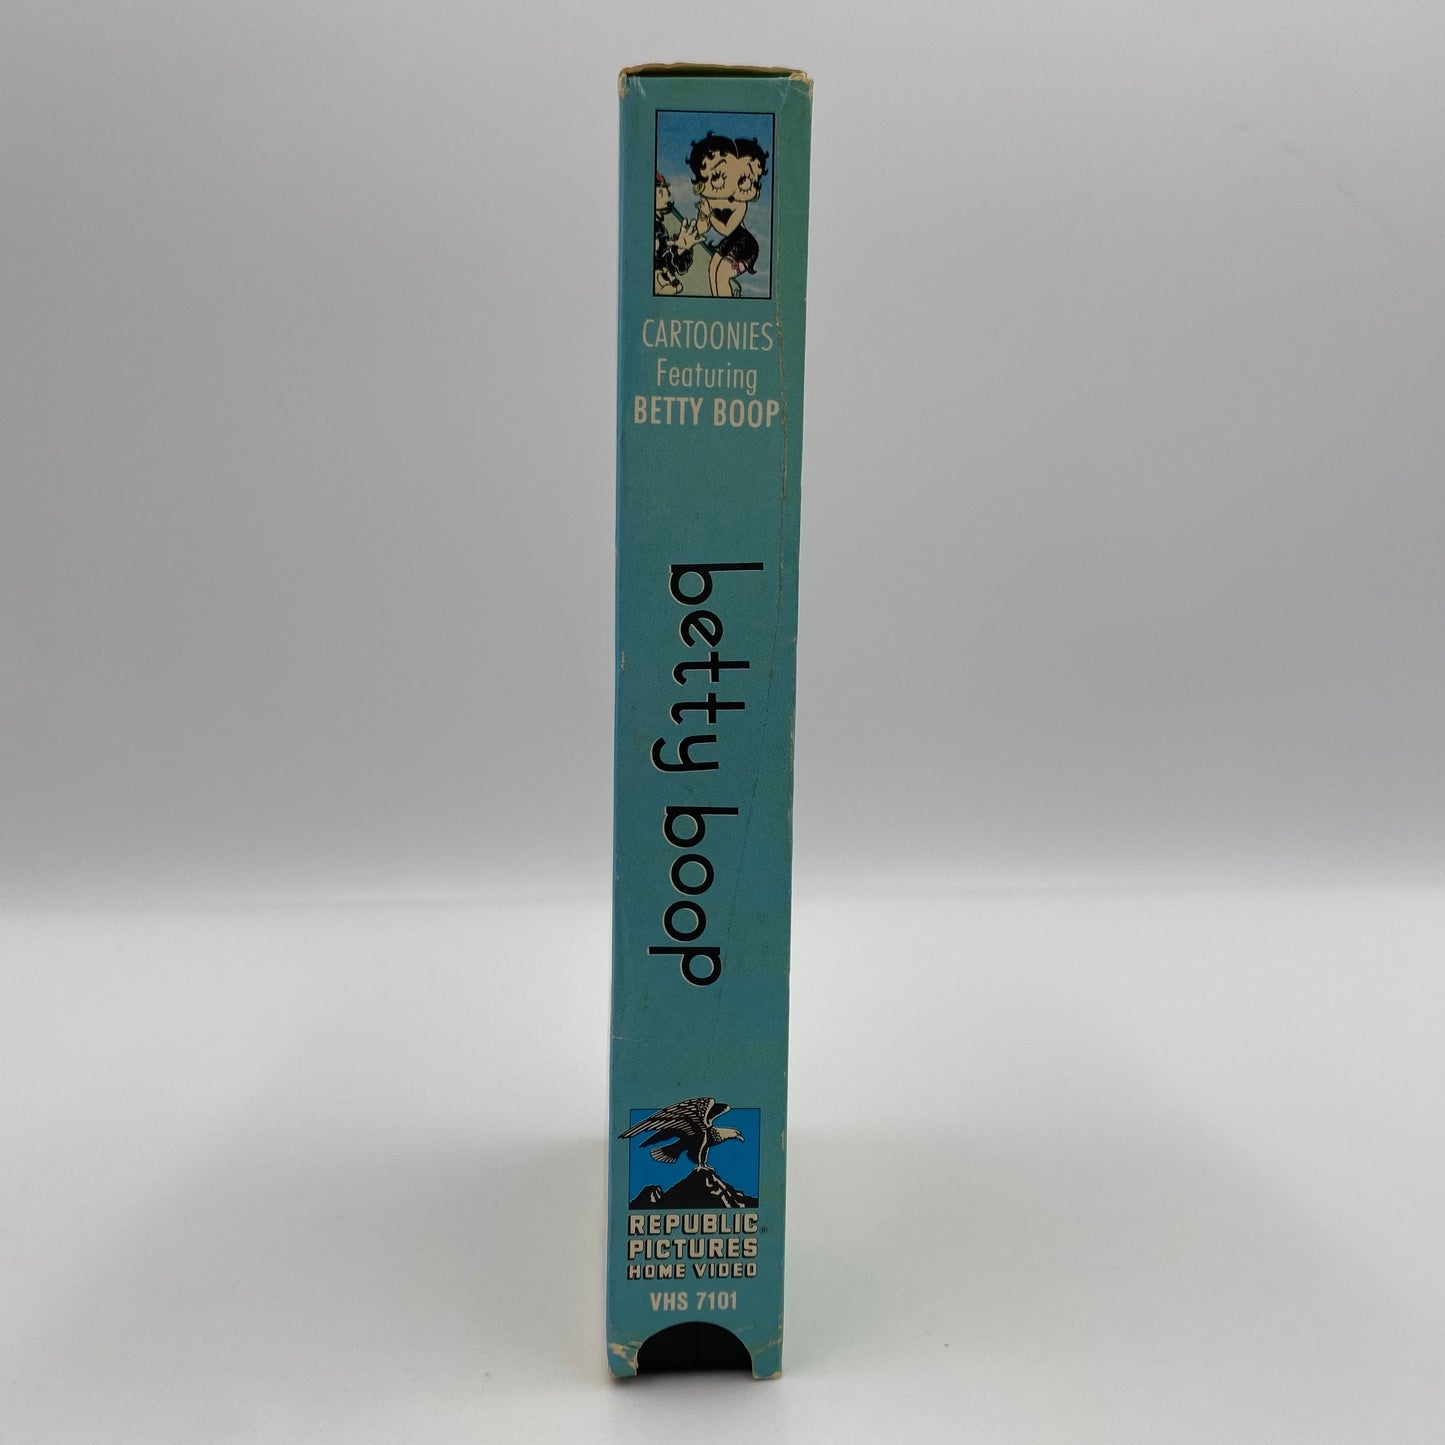 CARTOONIES
Featuring
BETTY BOOP
betty boop
REPUBLIC®
PICTURES
HOME VIDEO
VHS 7101